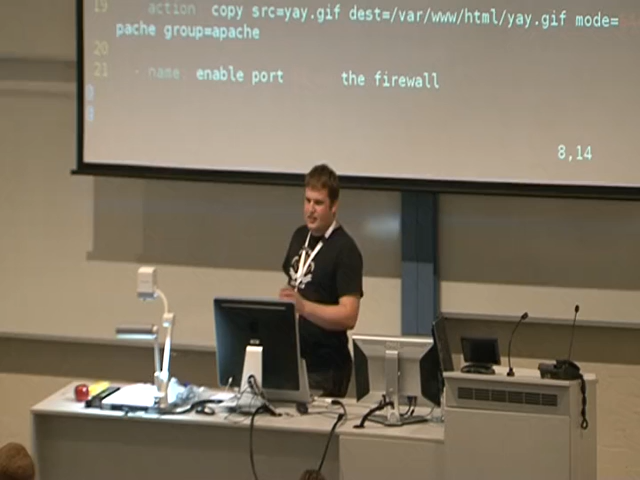 19 action copy src=yay.gif dest=/var/www/html/yay.gif mode=
pache group=apache
20
21 - name enable port the firewall
@
@
8,14